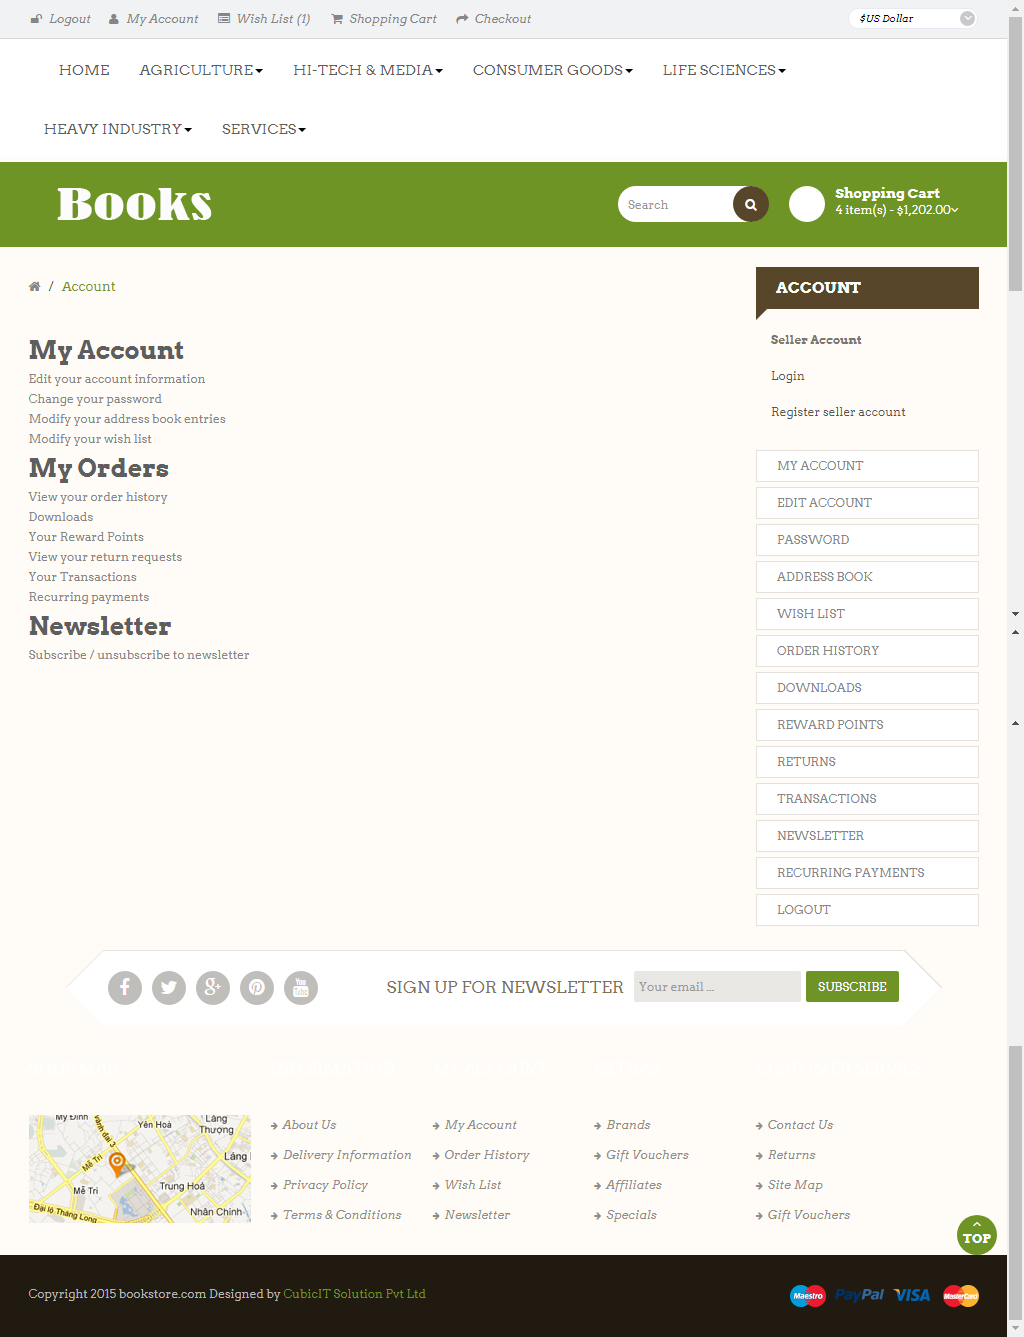 Logout My Account Wish List (1) Shopping Cart Checkout $US Dollar
HOME AGRICULTURE HI-TECH & MEDIA CONSUMER GOODS LIFE SCIENCES
HEAVY INDUSTRY SERVICES
Books
Search
Shopping Cart
4 item(s) - $1,202.00
/ Account
My Account
Edit your account information
Change your password
Modify your address book entries
Modify your wish list
My Orders
View your order history
Downloads
Your Reward Points
View your return requests
Your Transactions
Recurring payments
Newsletter
Subscribe / unsubscribe to newsletter
ACCOUNT
Seller Account
Login
Register seller account
MY ACCOUNT
EDIT ACCOUNT
PASSWORD
ADDRESS BOOK
WISH LIST
ORDER HISTORY
DOWNLOADS
REWARD POINTS
RETURNS
TRANSACTIONS
NEWSLETTER
RECURRING PAYMENTS
LOGOUT
You Tube
SIGN UP FOR NEWSLETTER Your email ... SUBSCRIBE
My Đình
vành đai 3
Yên Hoà
Láng Thượng
Mễ Trì
Láng
Mễ Trì
Trung Hoà
Đại lộ Thăng Long
Nhân Chính
About Us
Delivery Information
Privacy Policy
Terms & Conditions
My Account
Order History
Wish List
Newsletter
Brands
Gift Vouchers
Affiliates
Specials
Contact Us
Returns
Site Map
Gift Vouchers
TOP
Copyright 2015 bookstore.com Designed by CubicIT Solution Pvt Ltd
Maestro PayPal VISA MasterCard